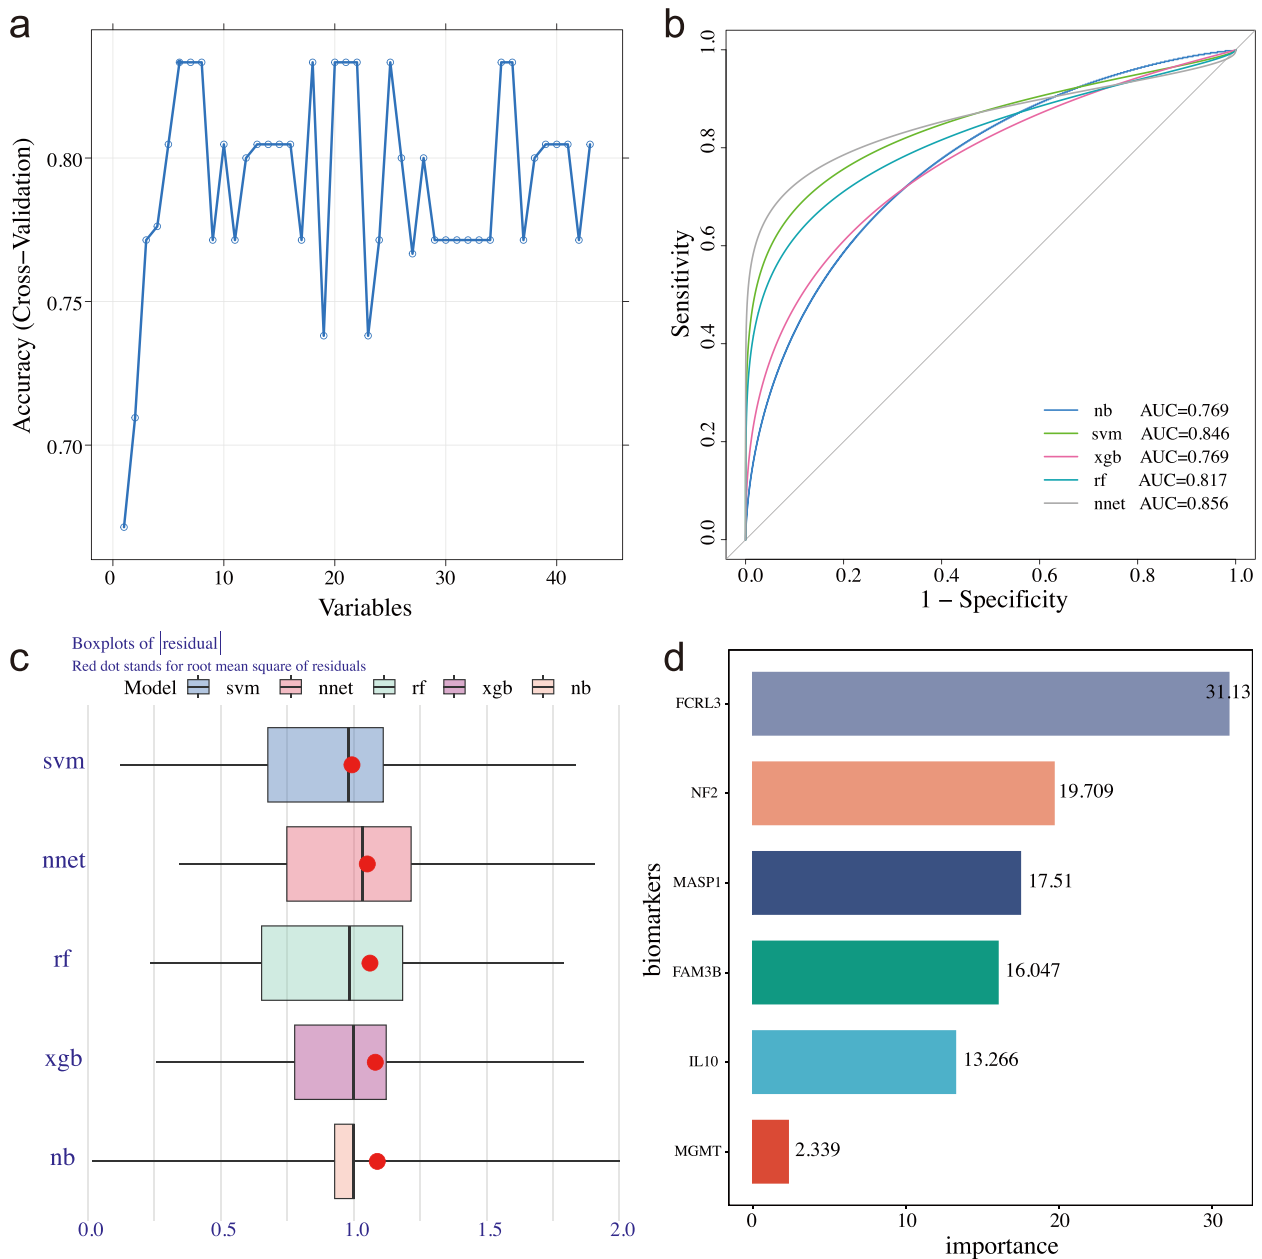 a
Accuracy (Cross−Validation)
0.80
0.75
0.70
0
10
20
30
40
Variables
b
Sensitivity
1.0
0.8
0.6
0.4
0.2
0.0
nb AUC=0.769
svm AUC=0.846
xgb AUC=0.769
rf AUC=0.817
nnet AUC=0.856
0.0
0.2
0.4
0.6
0.8
1.0
1 − Specificity
c
Boxplots of |residual|
Red dot stands for root mean square of residuals
Model svm nnet rf xgb nb
svm
nnet
rf
xgb
nb
0.0
0.5
1.0
1.5
2.0
d
biomarkers
FCRL3
31.13
NF2
19.709
MASP1
17.51
FAM3B
16.047
IL10
13.266
MGMT
2.339
0
10
20
30
importance